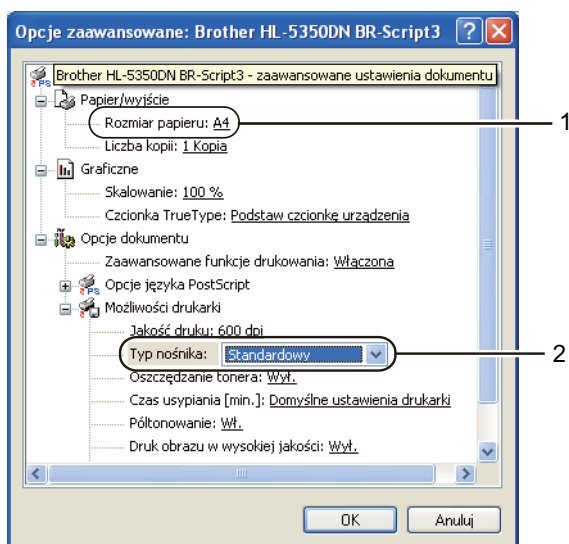 Opcje zaawansowane: Brother HL-5350DN BR-Script3
Brother HL-5350DN BR-Script3 - zaawansowane ustawienia dokumentu
Papier/wyjście
Rozmiar papieru: A4
1
Liczba kopii: 1 Kopia
Graficzne
Skalowanie: 100 %
Czcionka TrueType: Podstaw czcionkę urządzenia
Opcje dokumentu
Zaawansowane funkcje drukowania: Włączona
Opcje języka PostScript
Możliwości drukarki
Jakość druku: 600 dpi
Typ nośnika: Standardowy
2
Oszczędzanie tonera: Wył.
Czas usypiania [min.]: Domyślne ustawienia drukarki
Półtonowanie: Wł.
Druk obrazu w wysokiej jakości: Wył.
OK
Anuluj